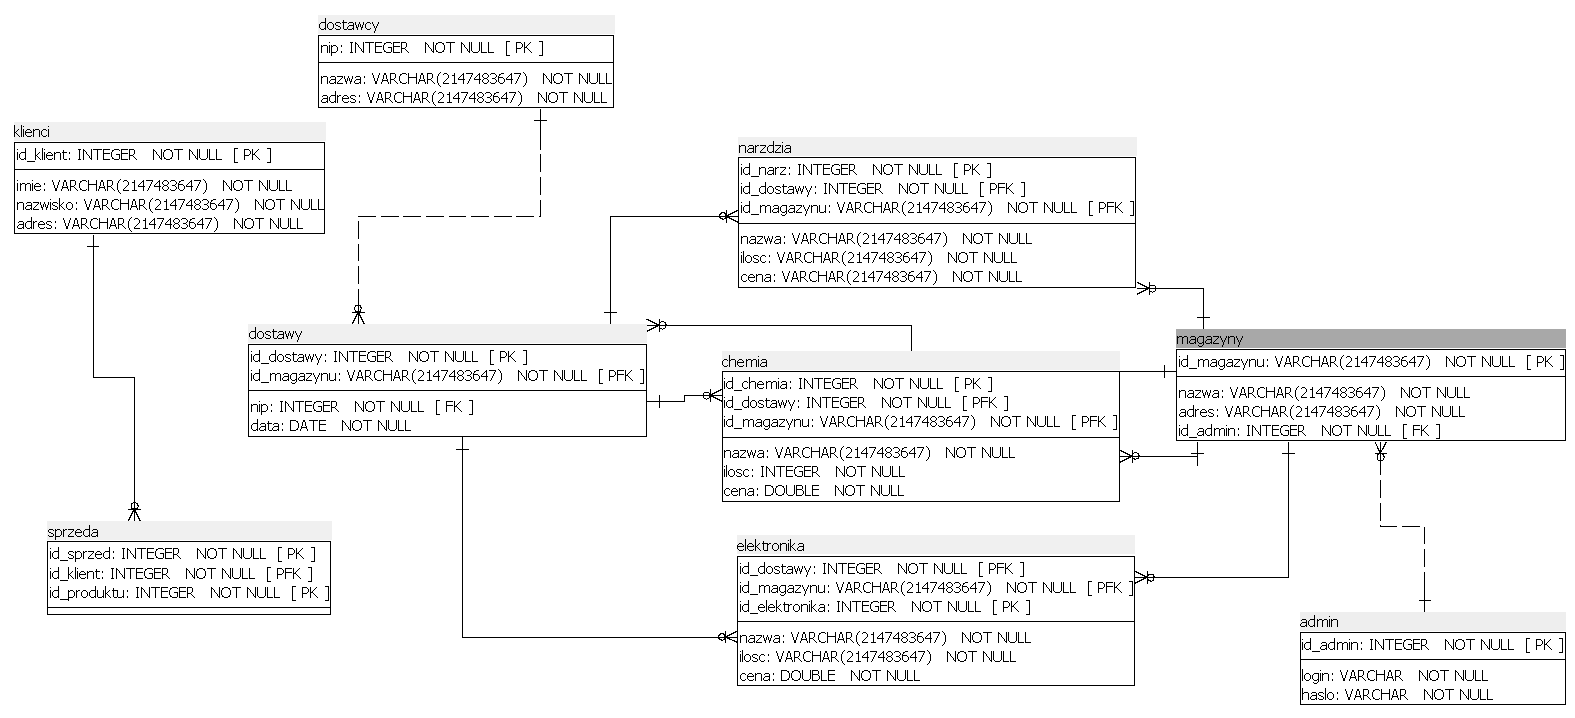 dostawcy
nip: INTEGER NOT NULL [ PK ]
nazwa: VARCHAR(2147483647) NOT NULL
adres: VARCHAR(2147483647) NOT NULL
klienci
id_klient: INTEGER NOT NULL [ PK ]
imie: VARCHAR(2147483647) NOT NULL
nazwisko: VARCHAR(2147483647) NOT NULL
adres: VARCHAR(2147483647) NOT NULL
narzdzia
id_narz: INTEGER NOT NULL [ PK ]
id_dostawy: INTEGER NOT NULL [ PFK ]
id_magazynu: VARCHAR(2147483647) NOT NULL [ PFK ]
nazwa: VARCHAR(2147483647) NOT NULL
ilosc: VARCHAR(2147483647) NOT NULL
cena: VARCHAR(2147483647) NOT NULL
dostawy
id_dostawy: INTEGER NOT NULL [ PK ]
id_magazynu: VARCHAR(2147483647) NOT NULL [ PFK ]
nip: INTEGER NOT NULL [ FK ]
data: DATE NOT NULL
chemia
id_chemia: INTEGER NOT NULL [ PK ]
id_dostawy: INTEGER NOT NULL [ PFK ]
id_magazynu: VARCHAR(2147483647) NOT NULL [ PFK ]
nazwa: VARCHAR(2147483647) NOT NULL
ilosc: INTEGER NOT NULL
cena: DOUBLE NOT NULL
magazyny
id_magazynu: VARCHAR(2147483647) NOT NULL [ PK ]
nazwa: VARCHAR(2147483647) NOT NULL
adres: VARCHAR(2147483647) NOT NULL
id_admin: INTEGER NOT NULL [ FK ]
sprzeda
id_sprzed: INTEGER NOT NULL [ PK ]
id_klient: INTEGER NOT NULL [ PFK ]
id_produktu: INTEGER NOT NULL [ PK ]
elektronika
id_dostawy: INTEGER NOT NULL [ PFK ]
id_magazynu: VARCHAR(2147483647) NOT NULL [ PFK ]
id_elektronika: INTEGER NOT NULL [ PK ]
nazwa: VARCHAR(2147483647) NOT NULL
ilosc: VARCHAR(2147483647) NOT NULL
cena: DOUBLE NOT NULL
admin
id_admin: INTEGER NOT NULL [ PK ]
login: VARCHAR NOT NULL
haslo: VARCHAR NOT NULL